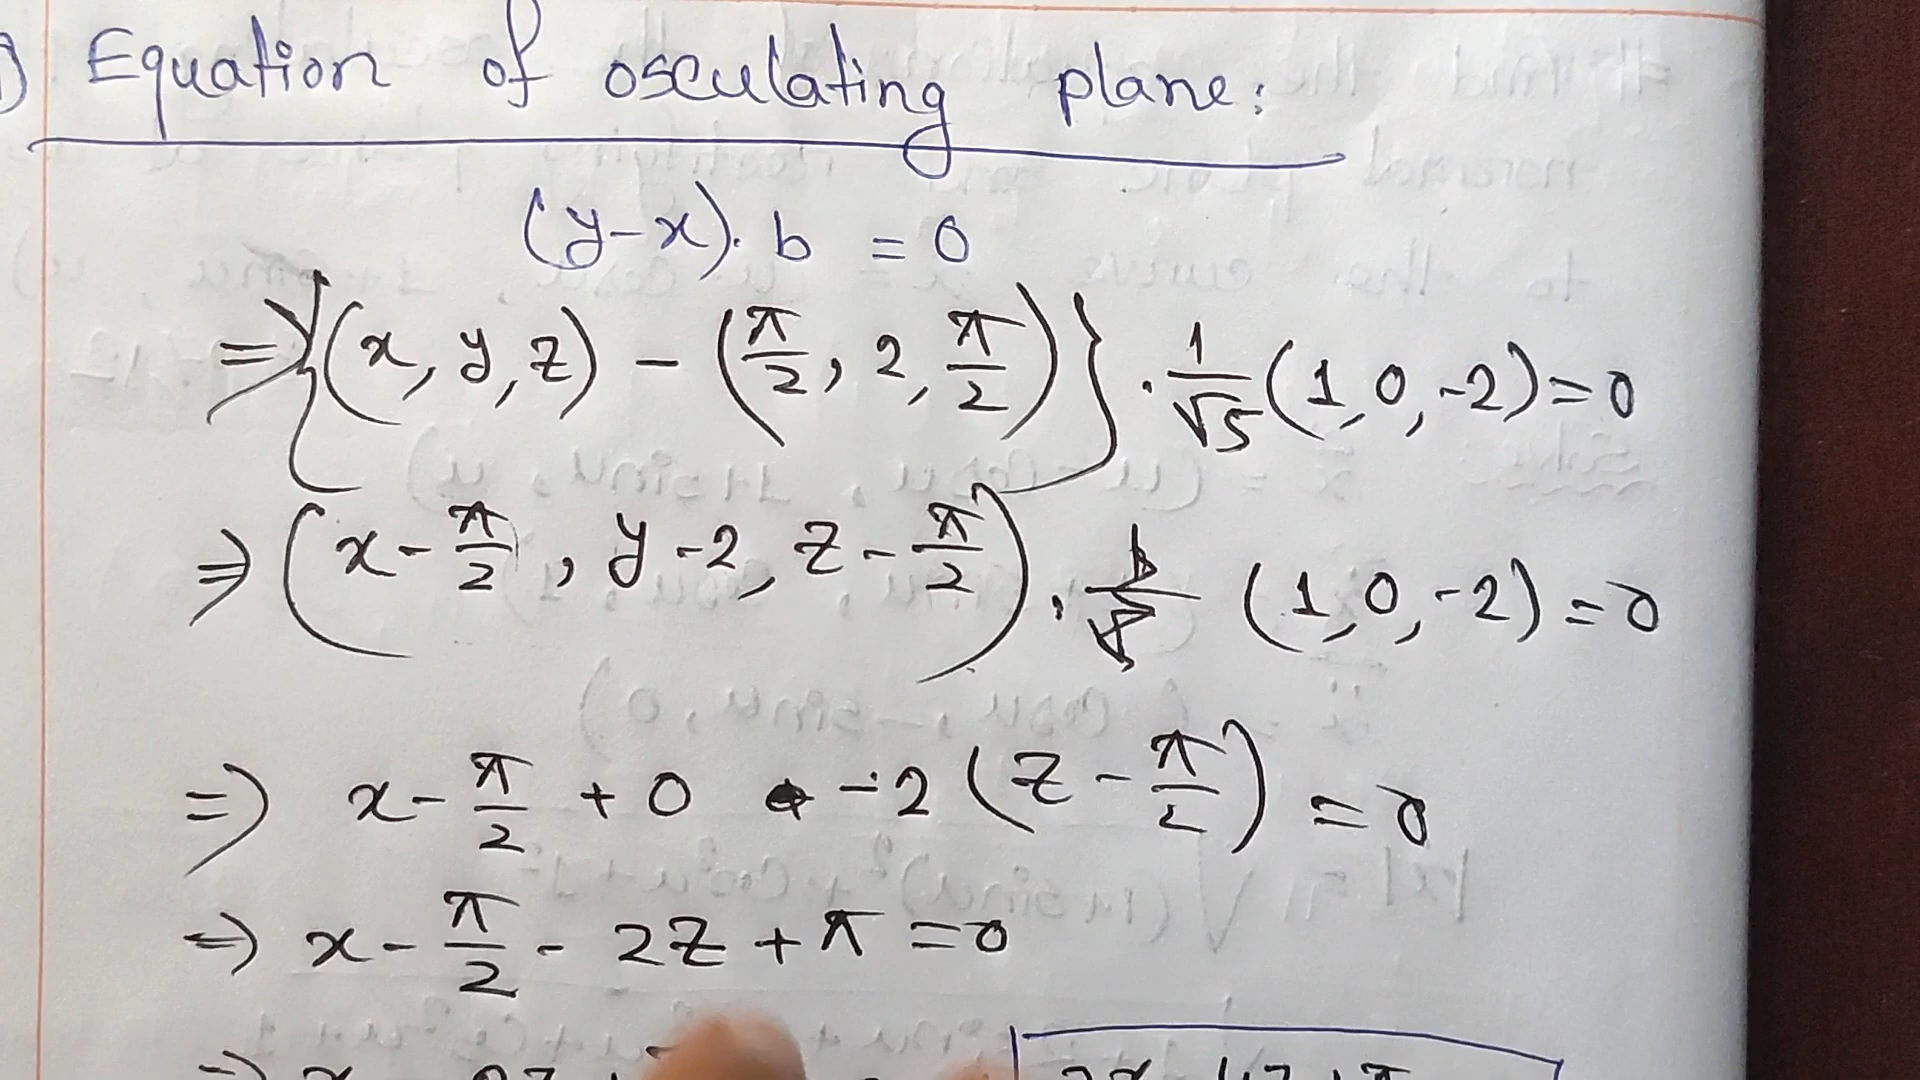 ) Equation of osculating plane:
(y-x). b = 0
⇒ {(x, y, z) - (π/2, 2, π/2)} . 1/√5 (1, 0, -2) = 0
⇒ (x - π/2, y - 2, z - π/2) . 1/√5 (1, 0, -2) = 0
⇒ x - π/2 + 0 - 2 (z - π/2) = 0
⇒ x - π/2 - 2z + π = 0